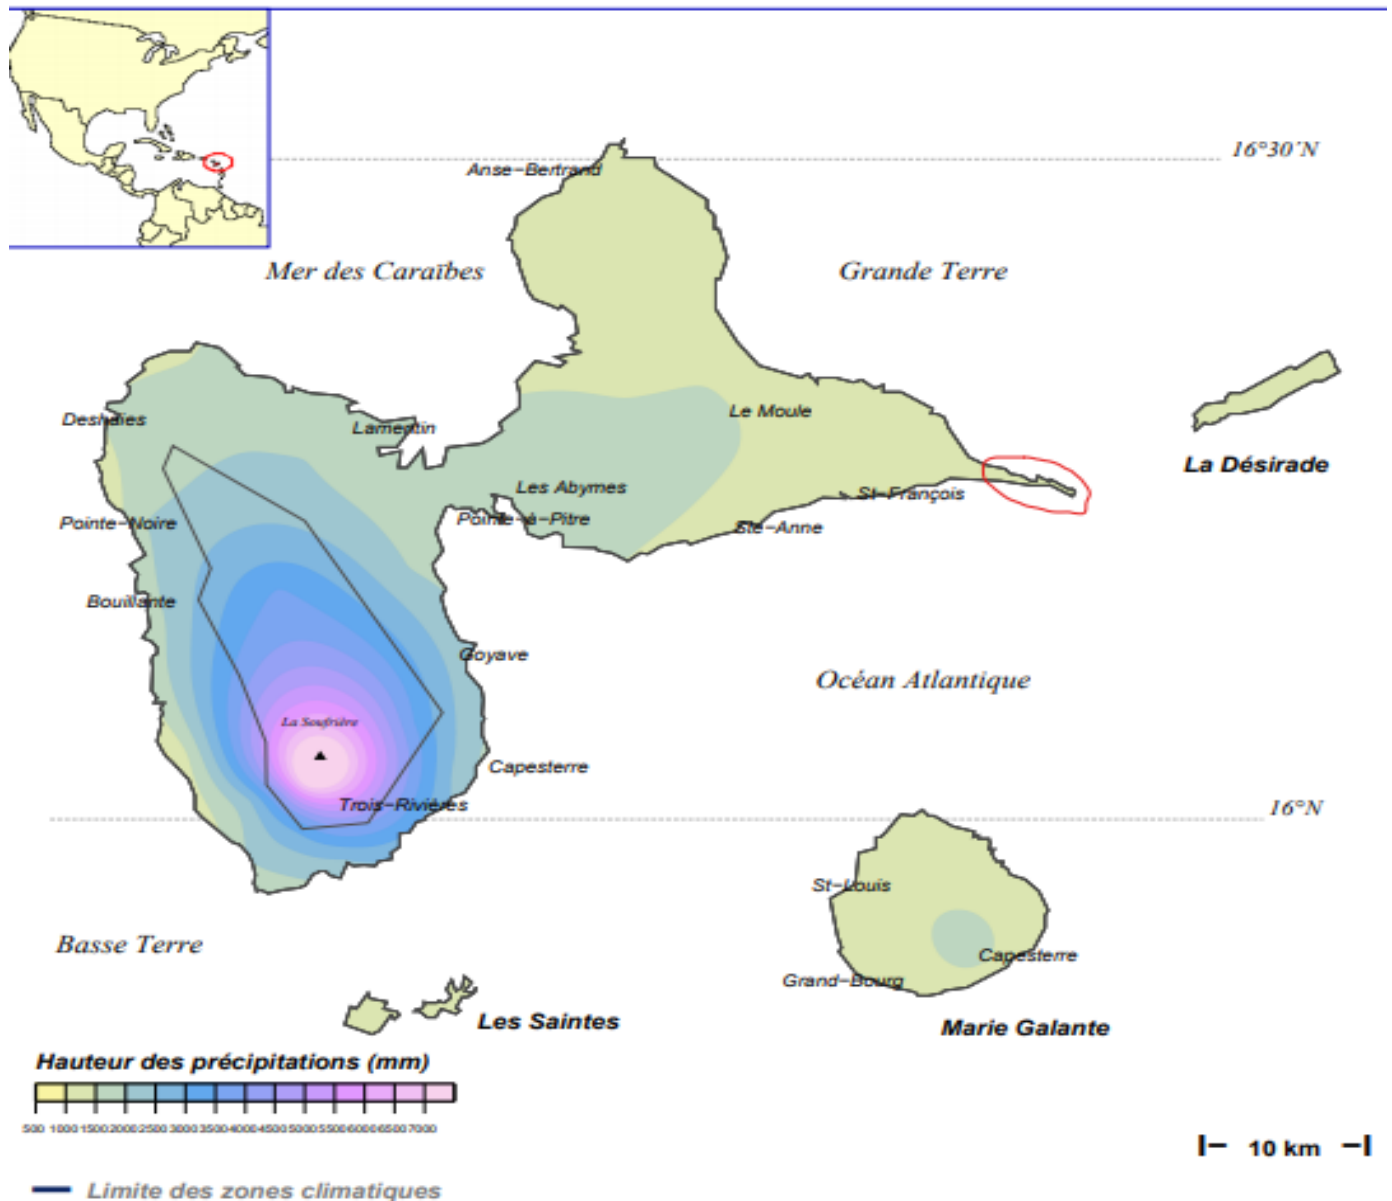 16°30′N
Anse−Bertrand
Mer des Caraïbes
Grande Terre
Deshaies
Lamentin
Le Moule
La Désirade
Les Abymes
St−François
Pointe−Noire
Pointe−à−Pitre
Ste−Anne
Bouillante
Goyave
Océan Atlantique
La Soufrière
Capesterre
Trois−Rivières
16°N
St−Louis
Basse Terre
Capesterre
Grand−Bourg
Les Saintes
Marie Galante
Hauteur des précipitations (mm)
500 1000 1500 2000 2500 3000 3500 4000 4500 5000 5500 6000 6500 7000
10 km
Limite des zones climatiques